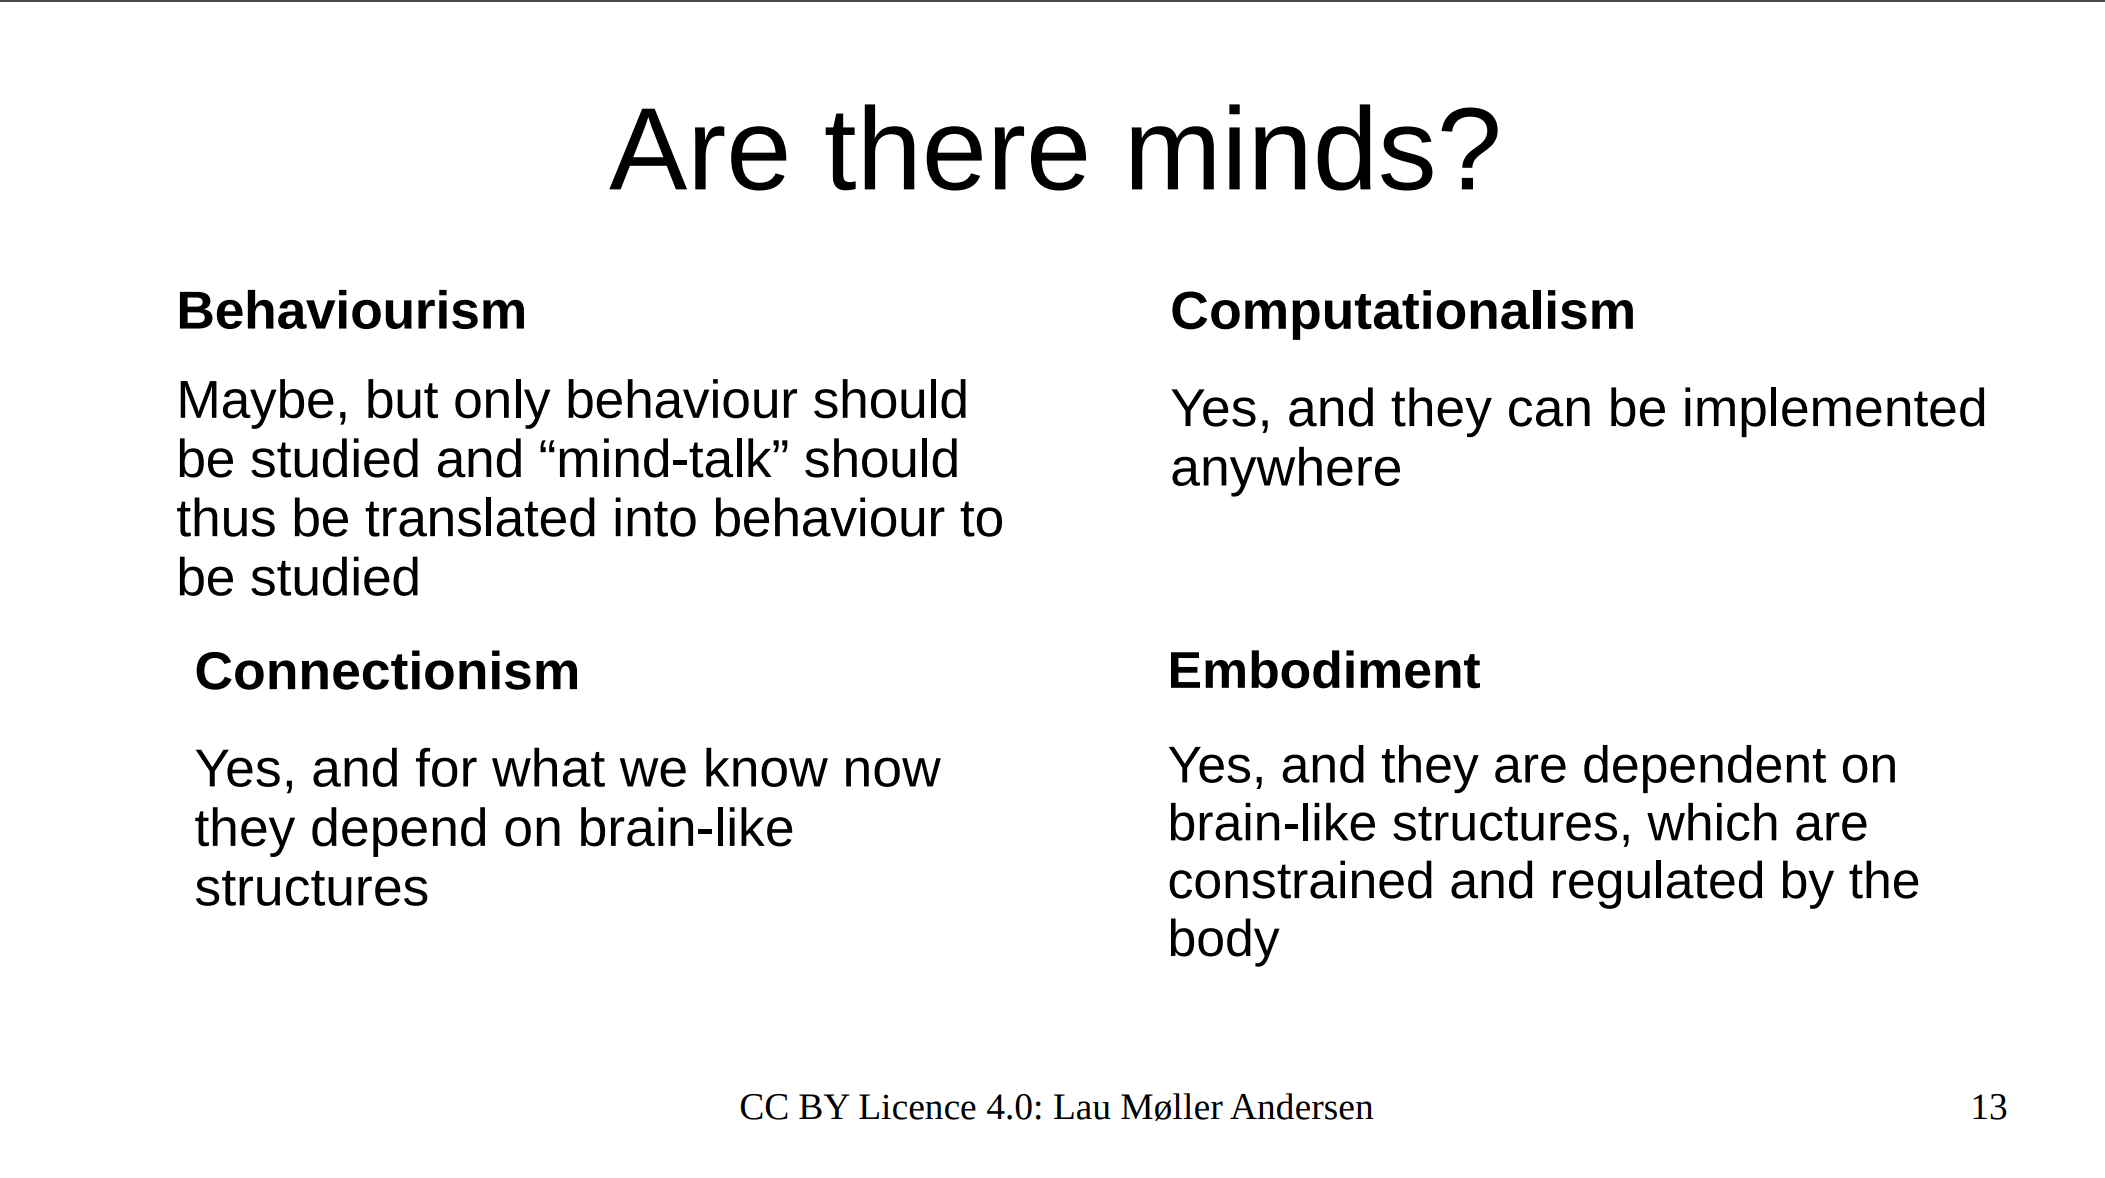 Are there minds?
Behaviourism
Maybe, but only behaviour should
be studied and “mind-talk” should
thus be translated into behaviour to
be studied
Computationalism
Yes, and they can be implemented
anywhere
Connectionism
Yes, and for what we know now
they depend on brain-like
structures
Embodiment
Yes, and they are dependent on
brain-like structures, which are
constrained and regulated by the
body
CC BY Licence 4.0: Lau Møller Andersen
13